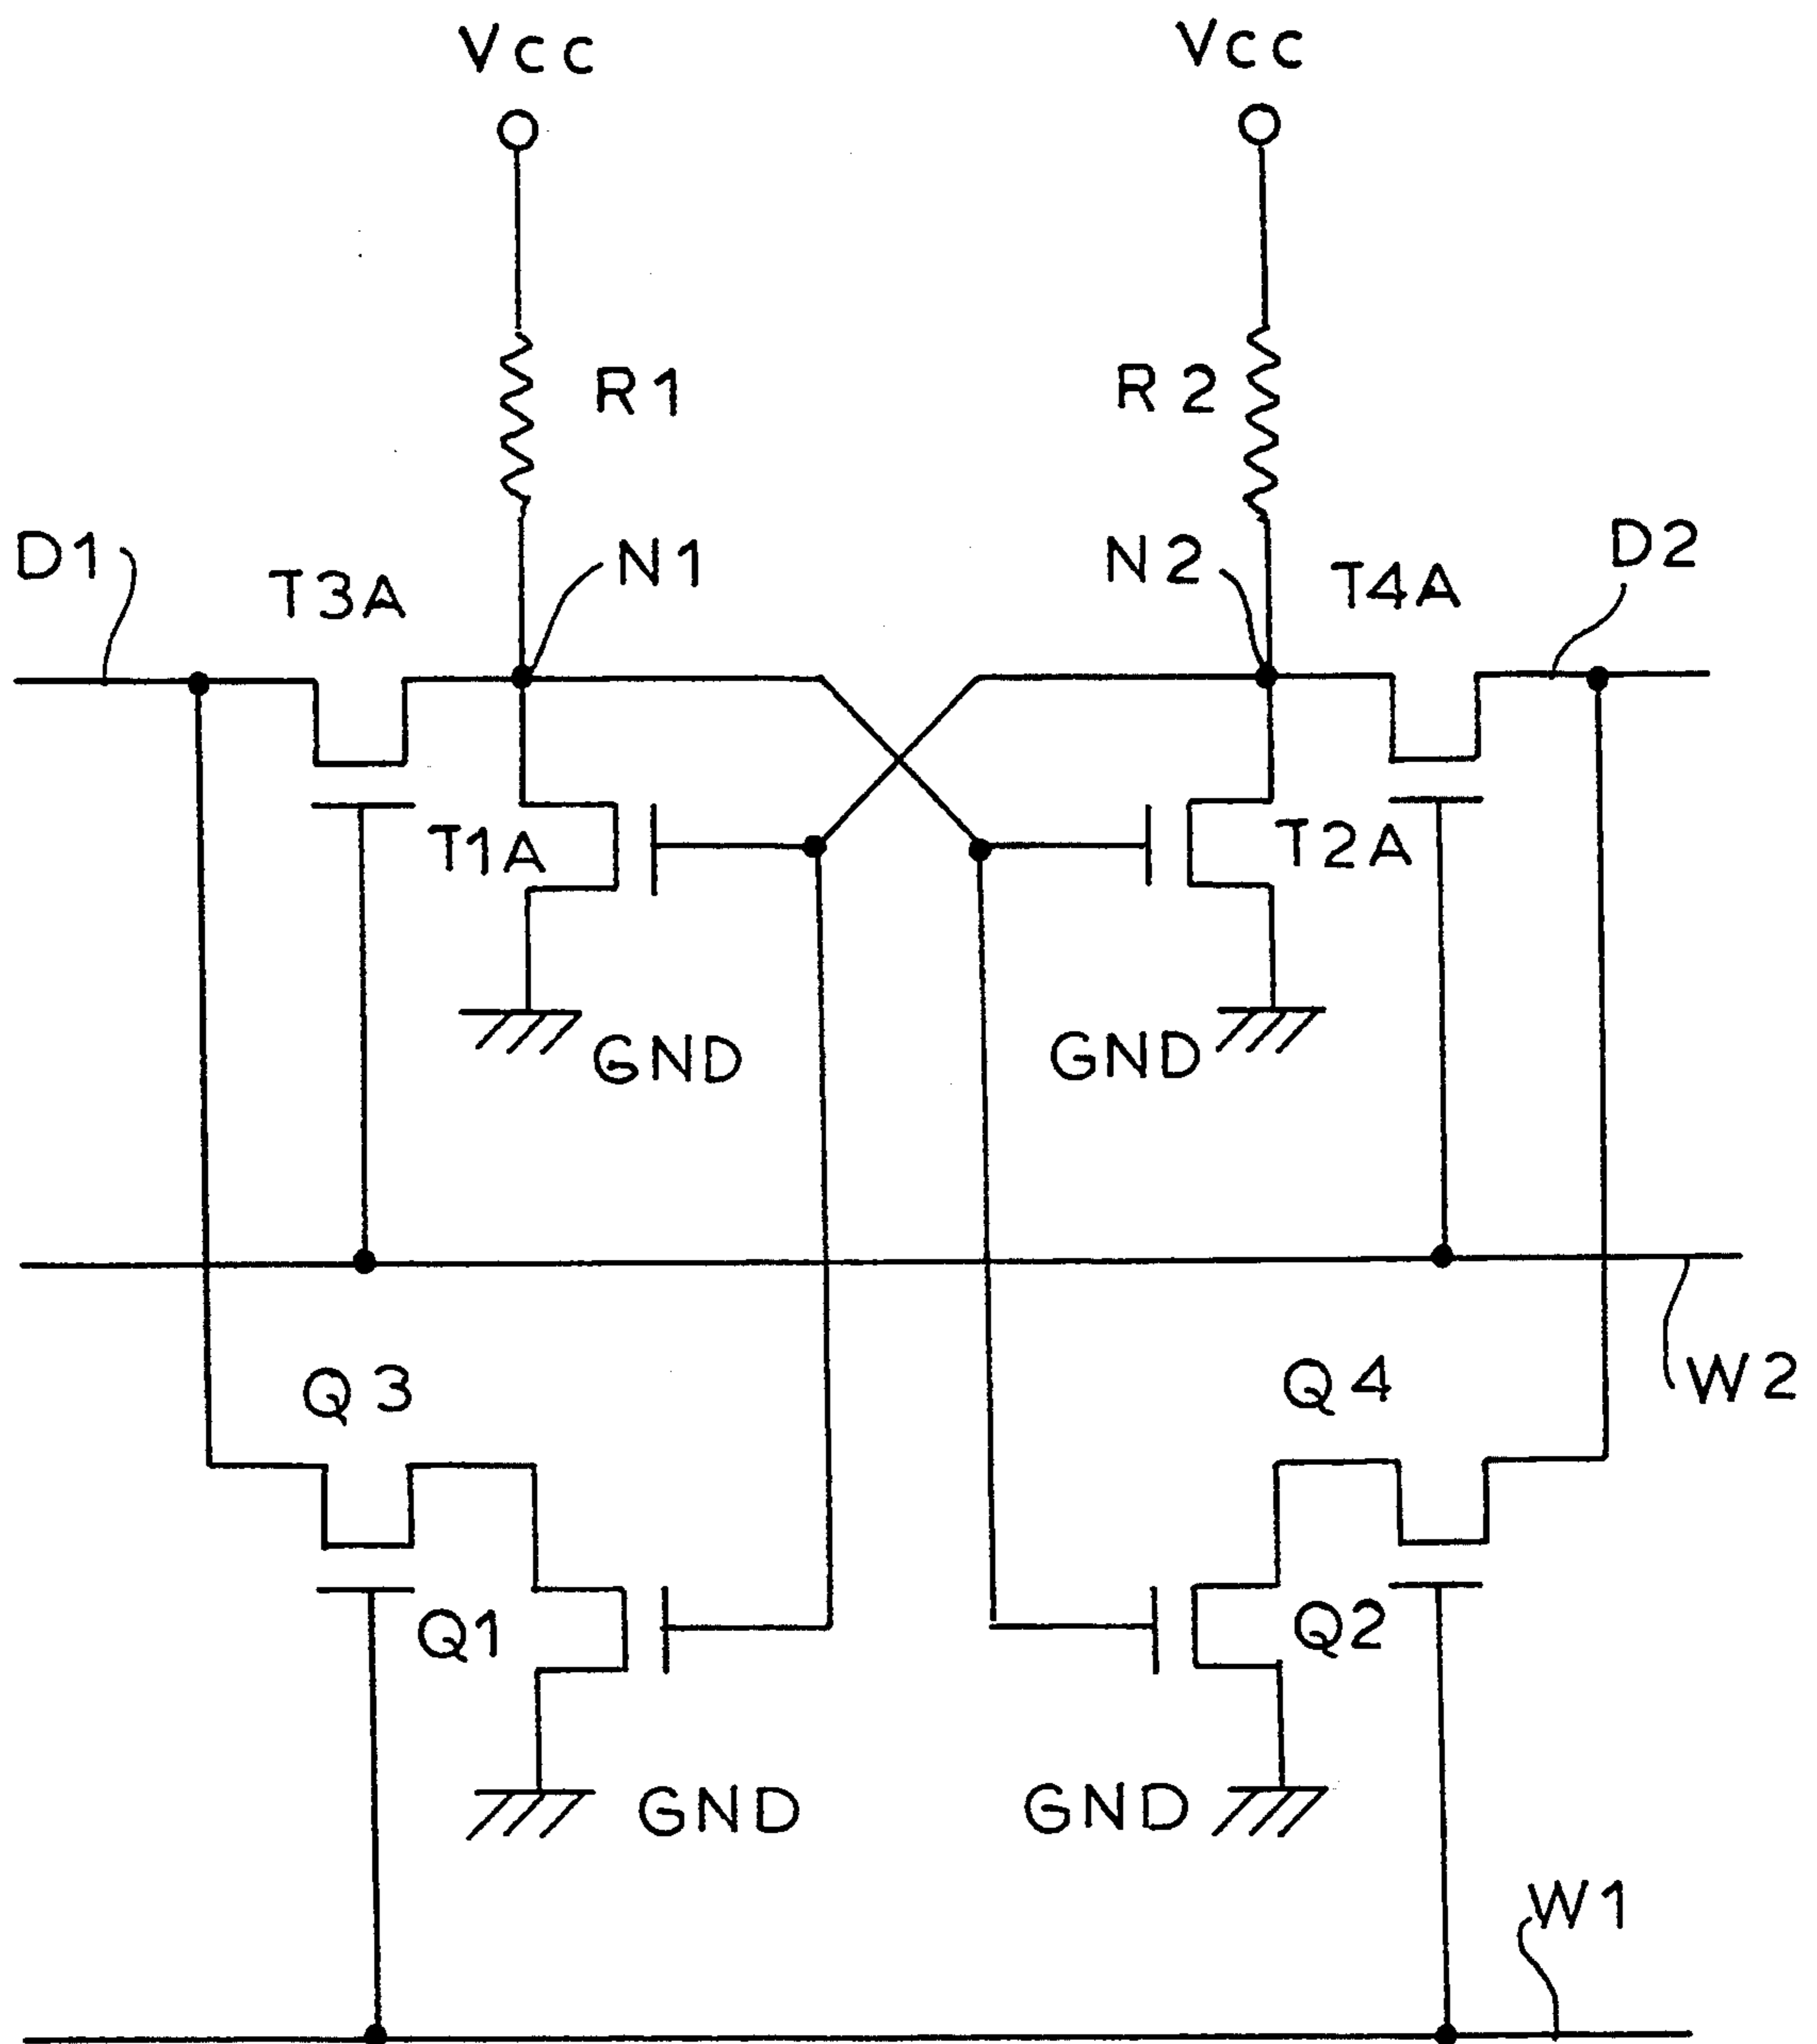 Vcc
Vcc
R1
R2
D1
T3A
N1
N2
T4A
D2
T1A
T2A
GND
GND
Q3
Q4
W2
Q1
Q2
GND
GND
W1